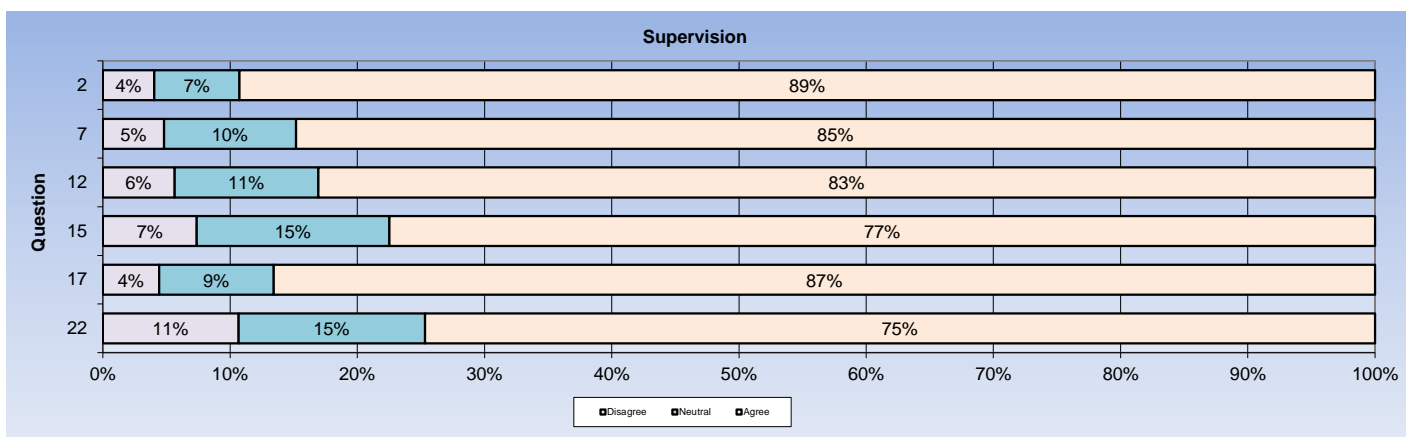 Supervision
Question
2 4% 7% 89%
7 5% 10% 85%
12 6% 11% 83%
15 7% 15% 77%
17 4% 9% 87%
22 11% 15% 75%
0% 10% 20% 30% 40% 50% 60% 70% 80% 90% 100%
Disagree Neutral Agree